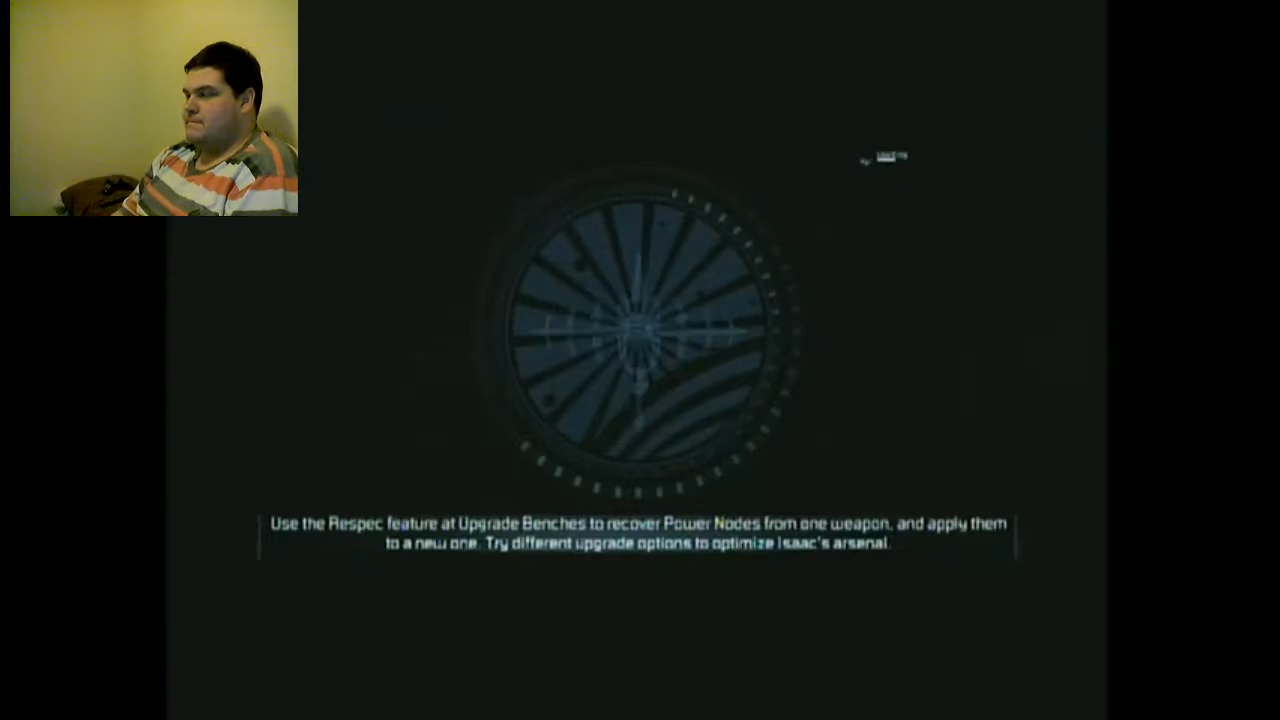 Use the Respec feature at Upgrade Benches to recover Power Nodes from one weapon, and apply them
to a new one. Try different upgrade options to optimize Isaac's arsenal.